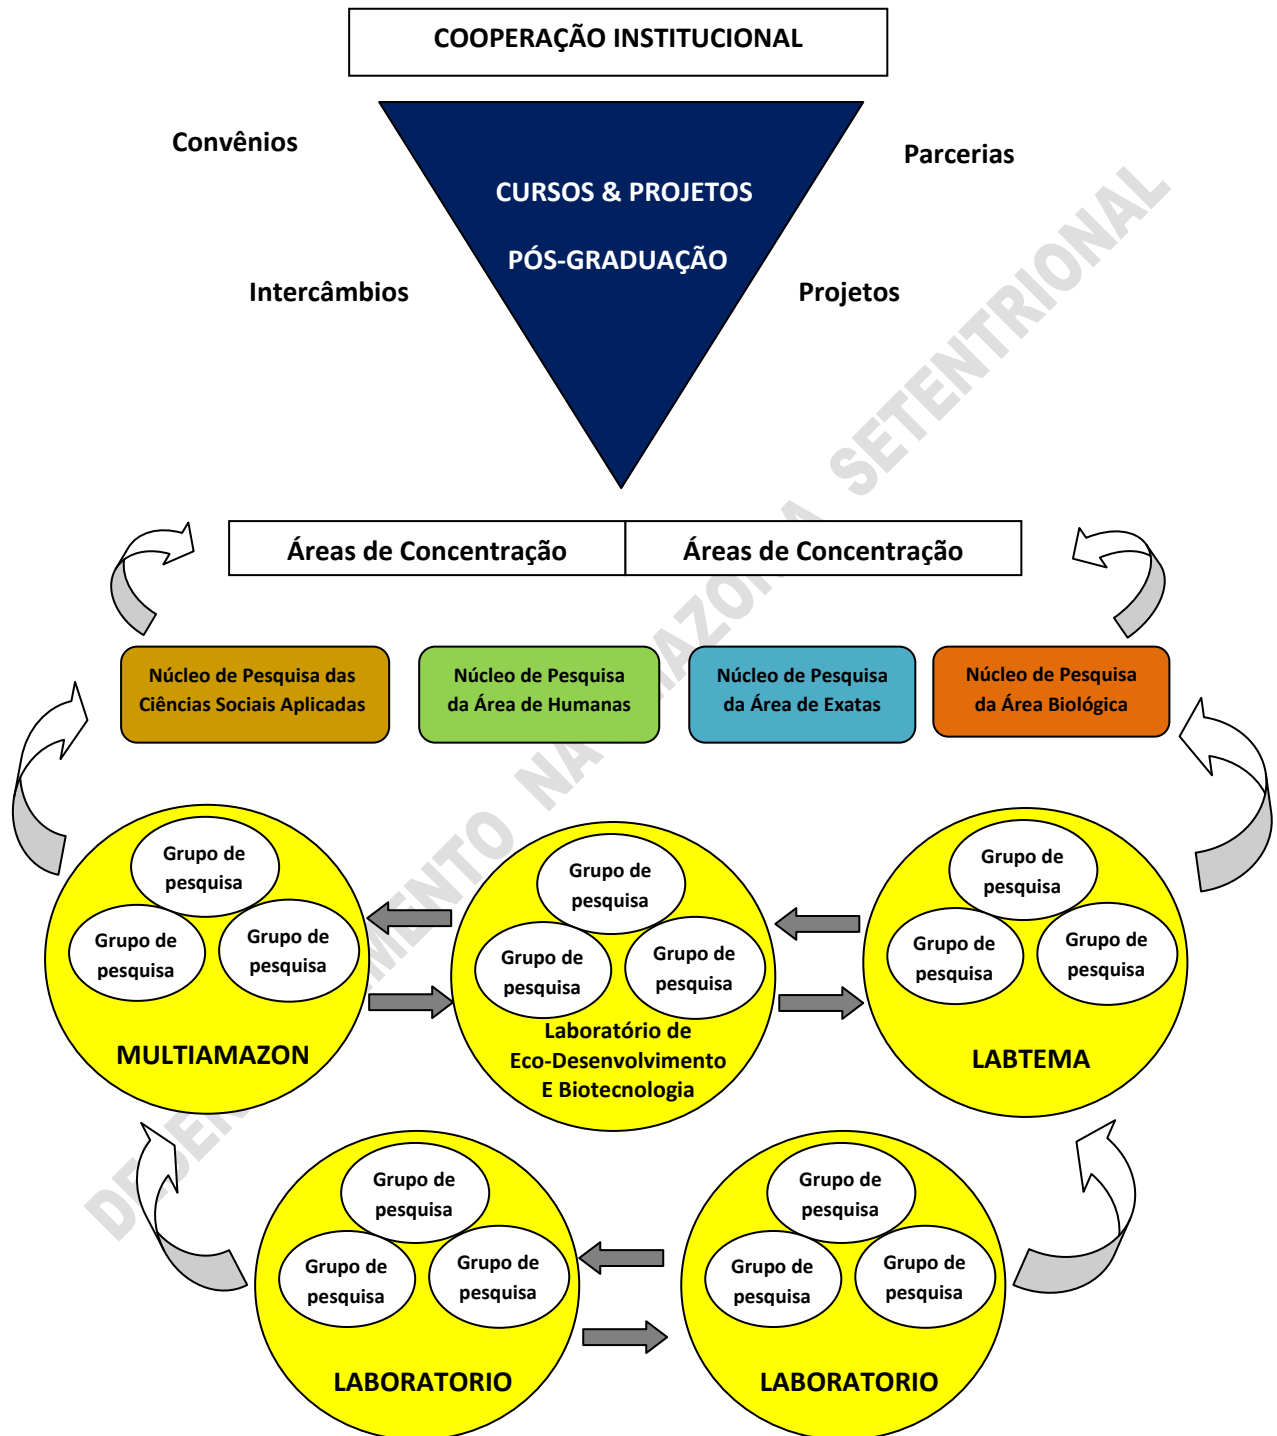 COOPERAÇÃO INSTITUCIONAL
Convênios
Parcerias
CURSOS & PROJETOS
PÓS-GRADUAÇÃO
Intercâmbios
Projetos
Áreas de Concentração
Áreas de Concentração
Núcleo de Pesquisa das
Ciências Sociais Aplicadas
Núcleo de Pesquisa
da Área de Humanas
Núcleo de Pesquisa
da Área de Exatas
Núcleo de Pesquisa
da Área Biológica
Grupo de
pesquisa
Grupo de
pesquisa
Grupo de
pesquisa
MULTIAMAZON
Grupo de
pesquisa
Grupo de
pesquisa
Grupo de
pesquisa
Laboratório de
Eco-Desenvolvimento
E Biotecnologia
Grupo de
pesquisa
Grupo de
pesquisa
Grupo de
pesquisa
LABTEMA
Grupo de
pesquisa
Grupo de
pesquisa
Grupo de
pesquisa
LABORATORIO
Grupo de
pesquisa
Grupo de
pesquisa
Grupo de
pesquisa
LABORATORIO
NA
SETENTRIONAL